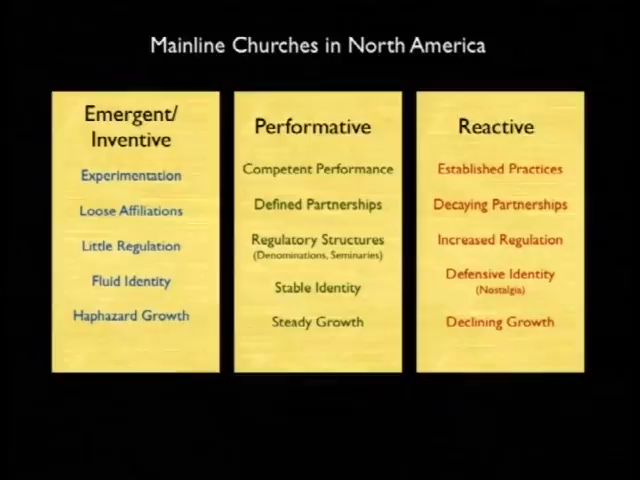 Mainline Churches in North America
Emergent/
Inventive
Experimentation
Loose Affiliations
Little Regulation
Fluid Identity
Haphazard Growth
Performative
Competent Performance
Defined Partnerships
Regulatory Structures
(Denominations, Seminaries)
Stable Identity
Steady Growth
Reactive
Established Practices
Decaying Partnerships
Increased Regulation
Defensive Identity
(Nostalgia)
Declining Growth